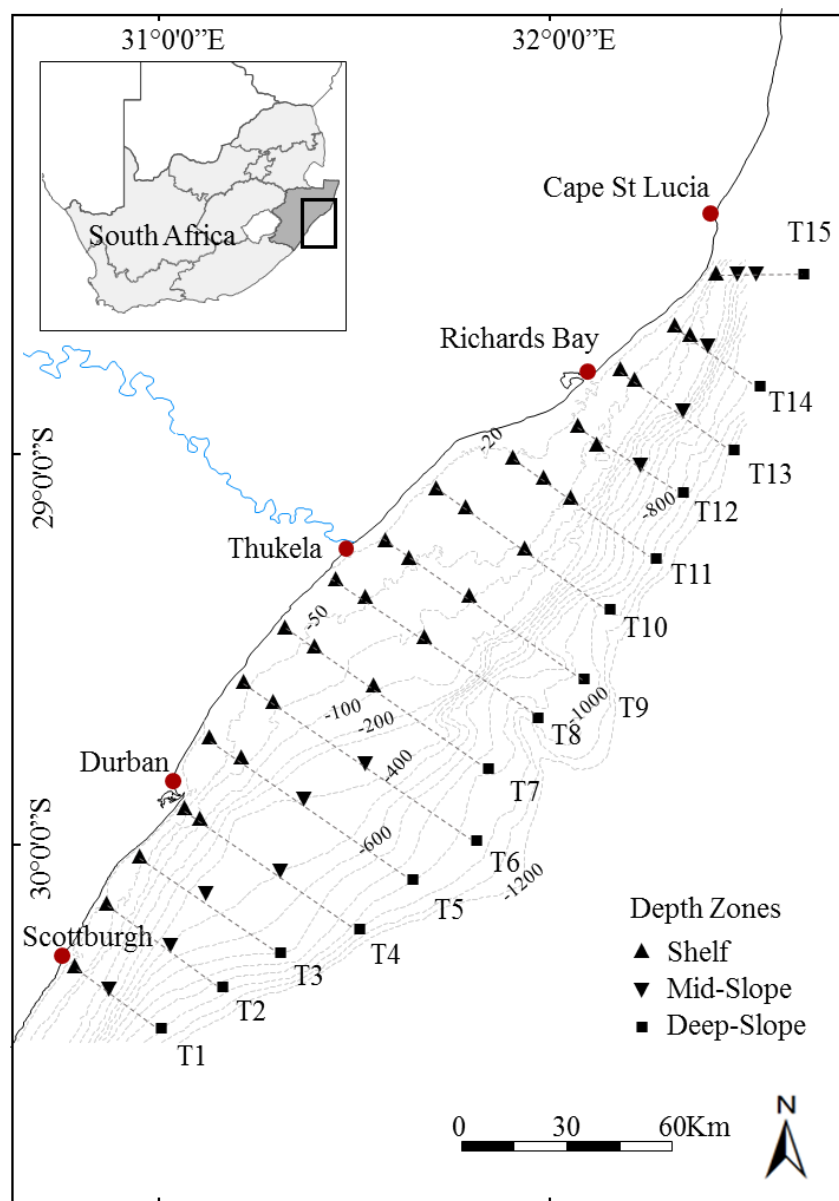 31°0'0”E
32°0'0”E
Cape St Lucia
South Africa
T15
Richards Bay
T14
-20
T13
29°0'0”S
-800
T12
Thukela
T11
T10
-50
T9
-1000
-100
-200
T8
Durban
-400
T7
T6
30°0'0”S
-600
-1200
T5
Depth Zones
Scottburgh
T4
Shelf
T3
Mid-Slope
T2
Deep-Slope
T1
N
0 30 60Km